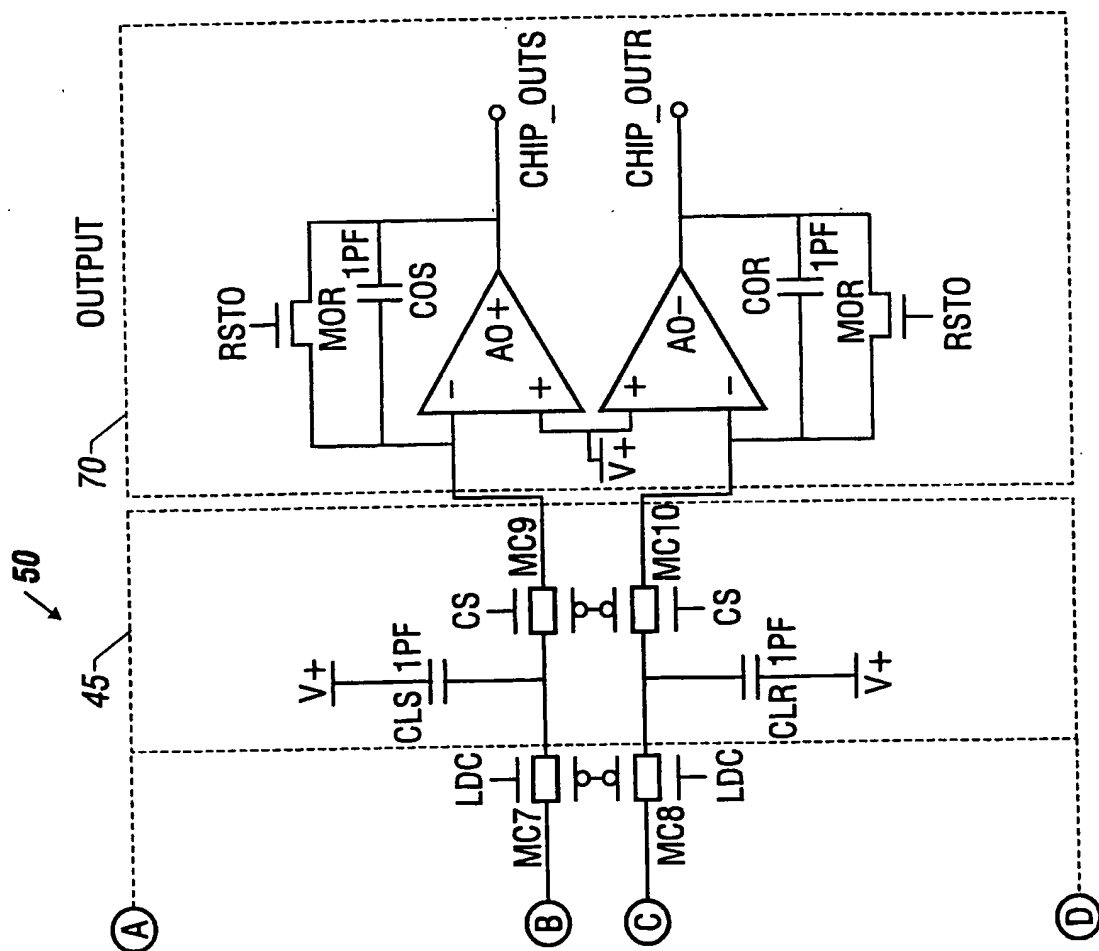 50
45
70
OUTPUT
RSTO
MOR
1PF
COS
AO+
−
+
CHIP_OUTS
V+
CHIP_OUTR
+
−
AO−
COR
1PF
MOR
RSTO
V+
CLS
1PF
CS
MC9
MC10
CS
CLR
1PF
V+
LDC
MC7
MC8
LDC
A
B
C
D